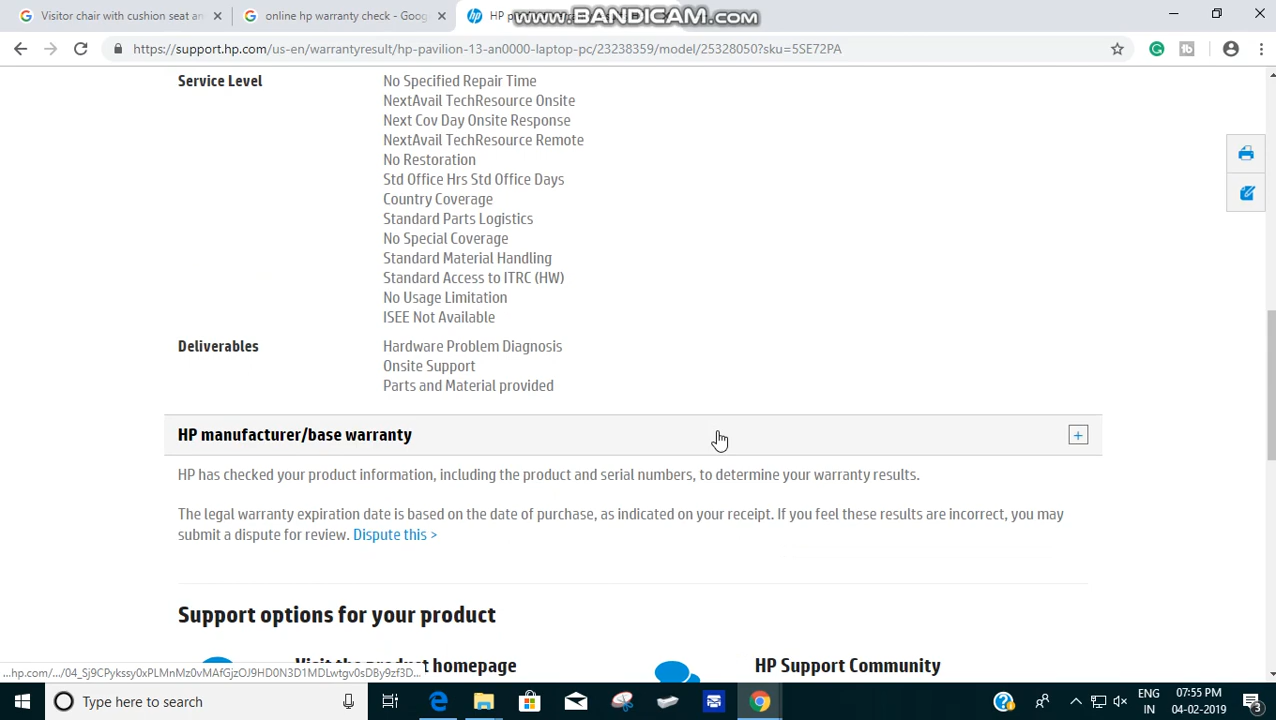 Visitor chair with cushion seat an
online hp warranty check - Goog
HP p
www.BANDICAM.com
https://support.hp.com/us-en/warrantyresult/hp-pavilion-13-an0000-laptop-pc/23238359/model/25328050?sku=5SE72PA
Service Level
No Specified Repair Time
NextAvail TechResource Onsite
Next Cov Day Onsite Response
NextAvail TechResource Remote
No Restoration
Std Office Hrs Std Office Days
Country Coverage
Standard Parts Logistics
No Special Coverage
Standard Material Handling
Standard Access to ITRC (HW)
No Usage Limitation
ISEE Not Available
Deliverables
Hardware Problem Diagnosis
Onsite Support
Parts and Material provided
HP manufacturer/base warranty
HP has checked your product information, including the product and serial numbers, to determine your warranty results.
The legal warranty expiration date is based on the date of purchase, as indicated on your receipt. If you feel these results are incorrect, you may
submit a dispute for review. Dispute this >
Support options for your product
Visit the product homepage
HP Support Community
Type here to search
ENG
IN
07:55 PM
04-02-2019
3